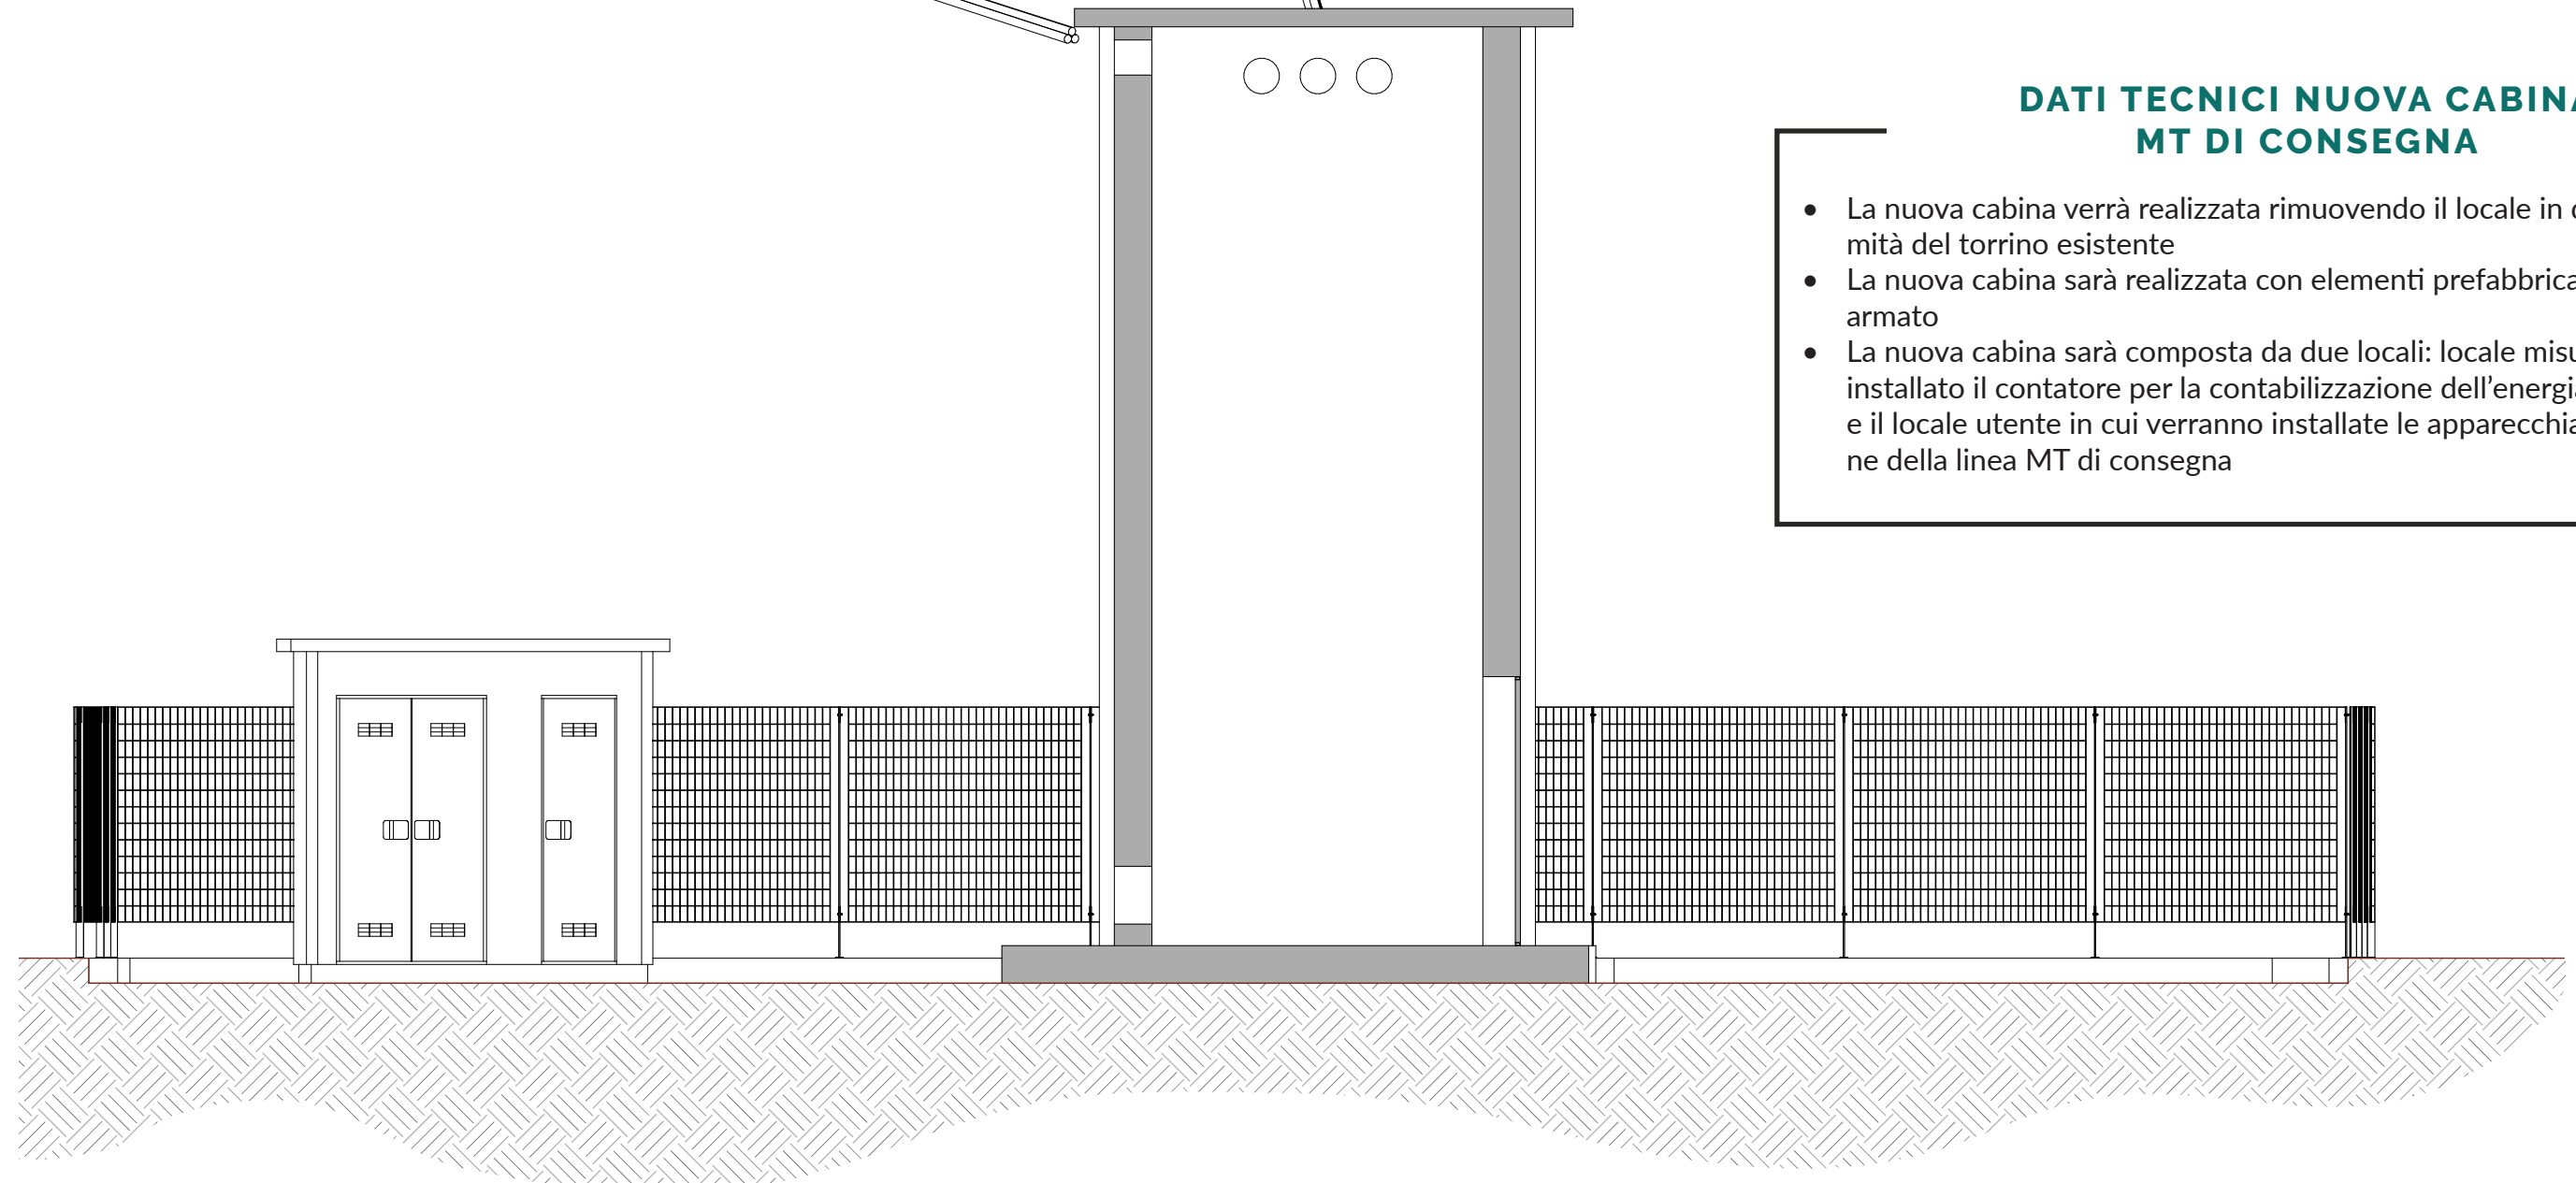 DATI TECNICI NUOVA CABINA
MT DI CONSEGNA
La nuova cabina verrà realizzata rimuovendo il locale in
mità del torrino esistente
La nuova cabina sarà realizzata con elementi prefabbrica
armato
La nuova cabina sarà composta da due locali: locale misu
installato il contatore per la contabilizzazione dell’energia
e il locale utente in cui verranno installate le apparecchia
ne della linea MT di consegna